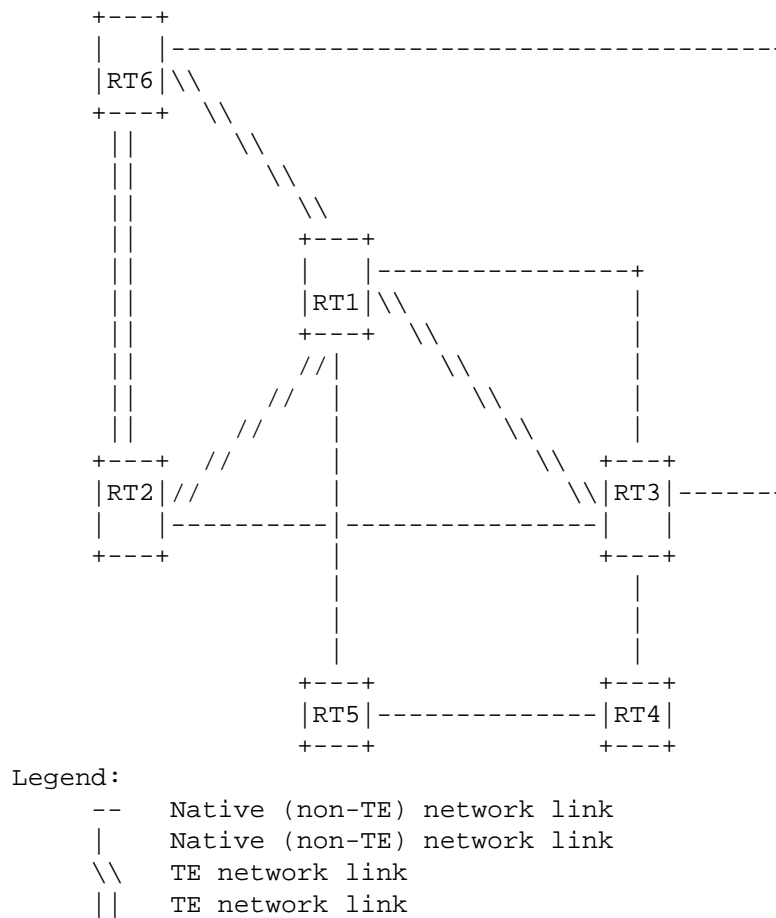 +---+
|   |--------------------------------------
|RT6|\\
+---+ \\
 ||     \\
 ||       \\
 ||         \\
 ||          +---+
 ||          |   |----------------+
 ||          |RT1|\\              |
 ||          +---+ \\             |
 ||          //|     \\           |
 ||        //  |       \\         |
 ||      //    |         \\       |
+---+  //      |           \\   +---+
|RT2|//        |             \\|RT3|-------
|   |----------|----------------|   |
+---+          |                +---+
               |                  |
               |                  |
               |                  |
             +---+              +---+
             |RT5|--------------|RT4|
             +---+              +---+
Legend:
--   Native (non-TE) network link
|    Native (non-TE) network link
\\   TE network link
||   TE network link